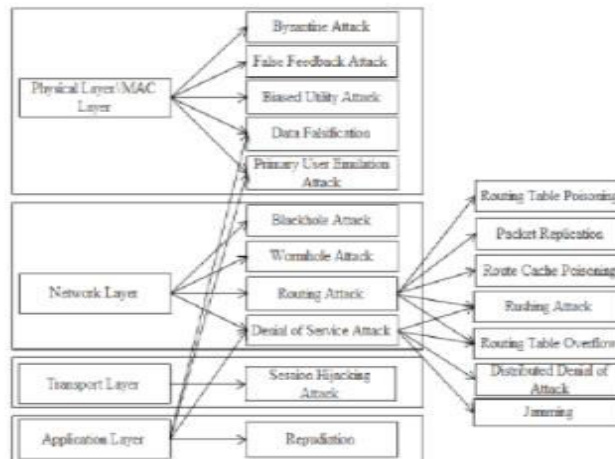 Byzantine Attack
False Feedback Attack
Physical Layer\MAC
Layer
Biased Utility Attack
Data Falsification
Primary User Emulation
Attack
Blackhole Attack
Wormhole Attack
Network Layer
Routing Attack
Denial of Service Attack
Routing Table Poisoning
Packet Replication
Route Cache Poisoning
Rushing Attack
Routing Table Overflow
Distributed Denial of
Attack
Jamming
Transport Layer
Session Hijacking
Attack
Application Layer
Repudiation